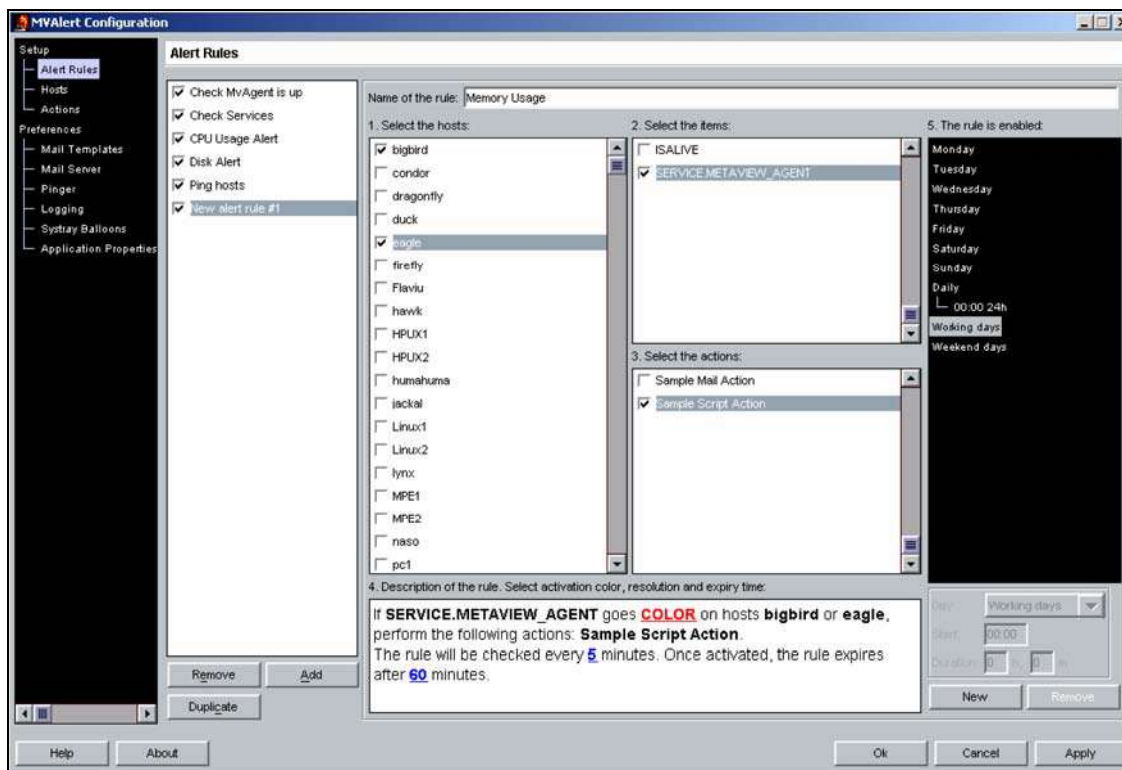 MVAlert Configuration
Setup
Alert Rules
Hosts
Actions
Preferences
Mail Templates
Mail Server
Pinger
Logging
Systray Balloons
Application Properties
Alert Rules
Check MvAgent is up
Check Services
CPU Usage Alert
Disk Alert
Ping hosts
New alert rule #1
Remove
Add
Duplicate
Name of the rule: Memory Usage
1. Select the hosts:
bigbird
condor
dragonfly
duck
eagle
firefly
Flaviu
hawk
HPUX1
HPUX2
humahuma
jackal
Linux1
Linux2
lynx
MPE1
MPE2
naso
pc1
2. Select the items:
ISALIVE
SERVICE.METAVIEW_AGENT
3. Select the actions:
Sample Mail Action
Sample Script Action
4. Description of the rule. Select activation color, resolution and expiry time:
If SERVICE.METAVIEW_AGENT goes COLOR on hosts bigbird or eagle,
perform the following actions: Sample Script Action.
The rule will be checked every 5 minutes. Once activated, the rule expires
after 60 minutes.
5. The rule is enabled:
Monday
Tuesday
Wednesday
Thursday
Friday
Saturday
Sunday
Daily
00:00 24h
Working days
Weekend days
Day: Working days
Start: 00:00
Duration: 0 h, 0 m
New
Remove
Help
About
Ok
Cancel
Apply